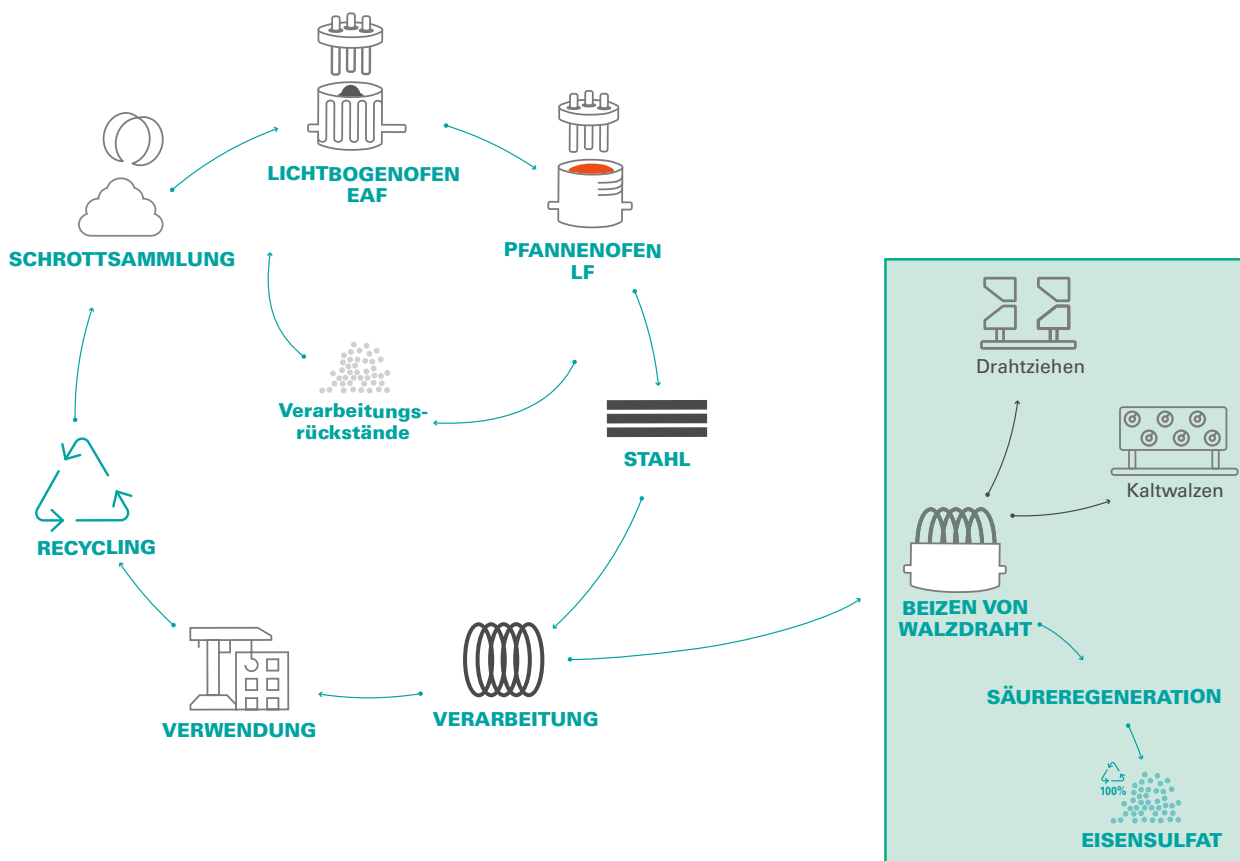 LICHTBOGENOFEN
EAF
SCHROTTSAMMLUNG
PFANNENOFEN
LF
Drahtziehen
Verarbeitungs-
rückstände
STAHL
Kaltwalzen
RECYCLING
BEIZEN VON
WALZDRAHT
SÄUREREGENERATION
VERWENDUNG
VERARBEITUNG
100%
EISENSULFAT